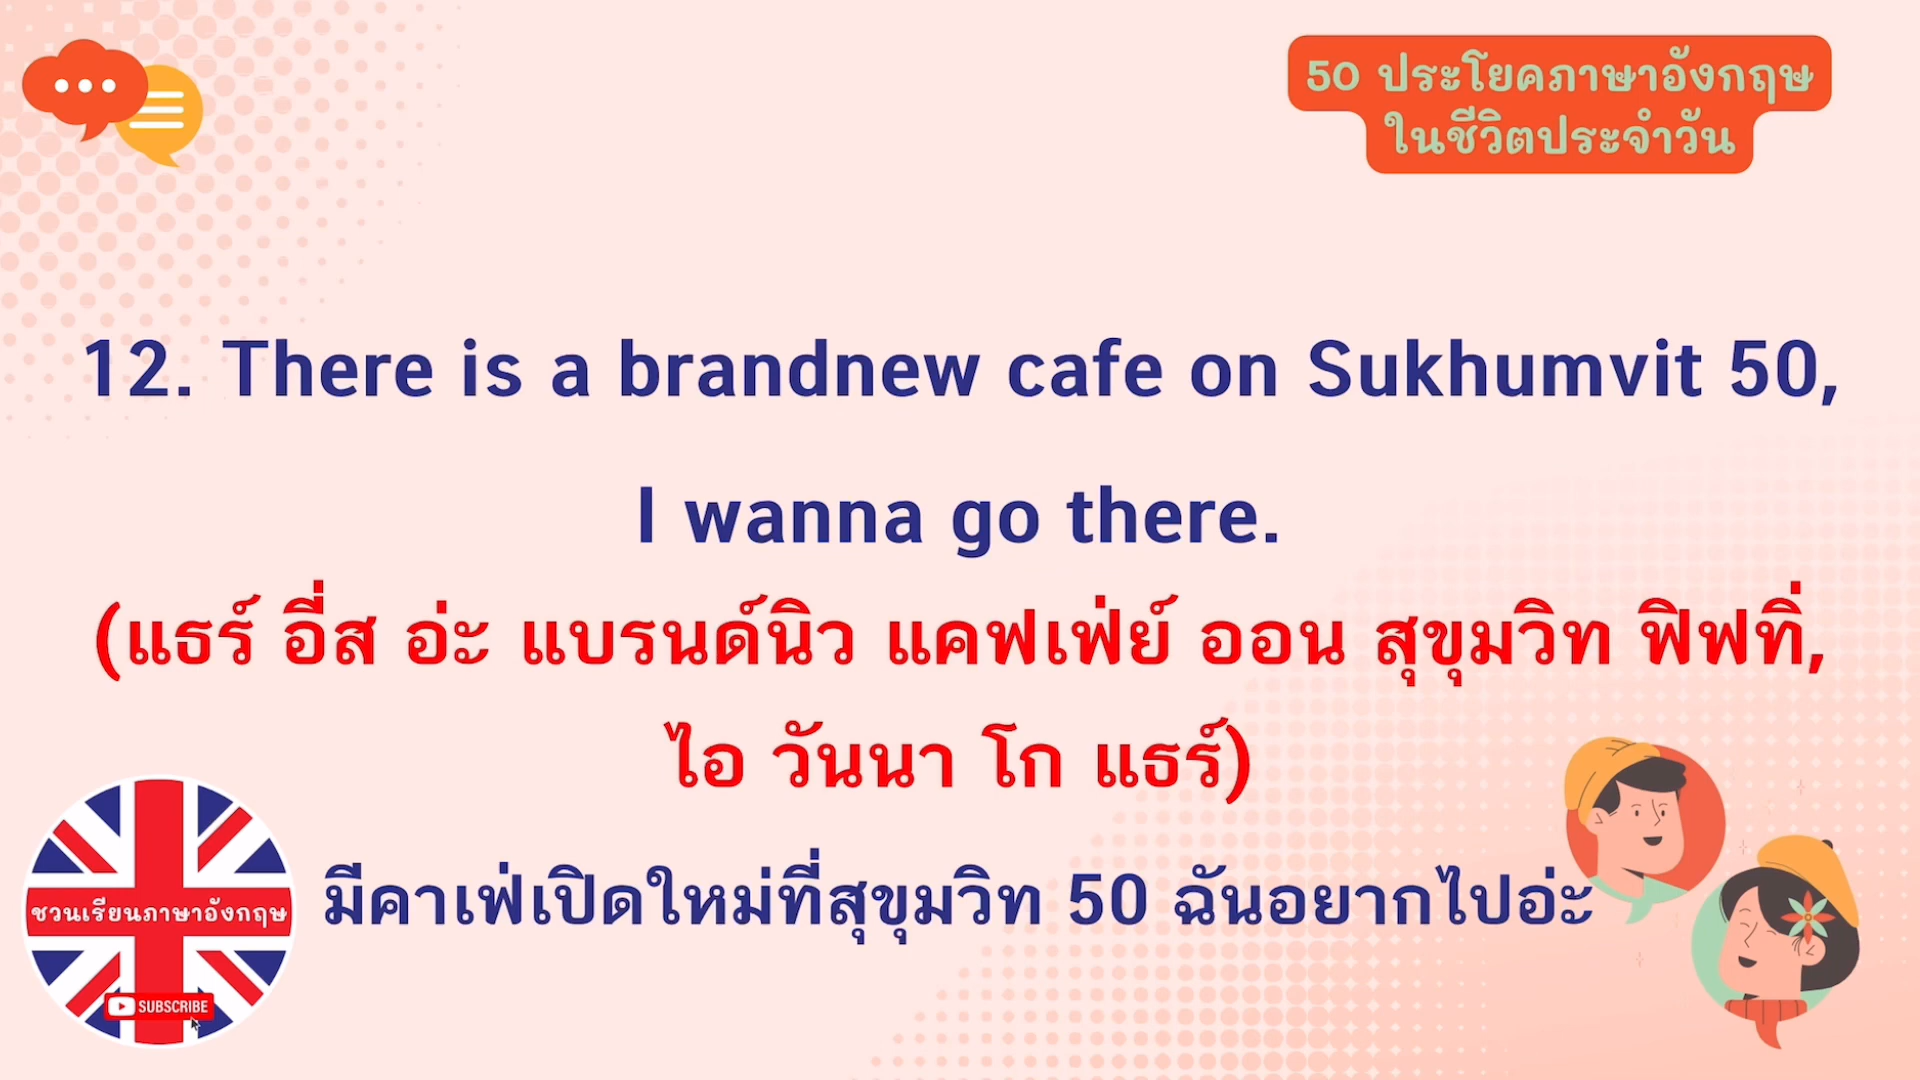 50 ประโยคภาษาอังกฤษ
ในชีวิตประจำวัน
12. There is a brandnew cafe on Sukhumvit 50,
I wanna go there.
(แธร์ อี่ส อ่ะ แบรนด์นิว แคฟเฟ่ย์ ออน สุขุมวิท ฟิฟทิ่,
ไอ วันนา โก แธร์)
มีคาเฟ่เปิดใหม่ที่สุขุมวิท 50 ฉันอยากไปอ่ะ
ชวนเรียนภาษาอังกฤษ
SUBSCRIBE